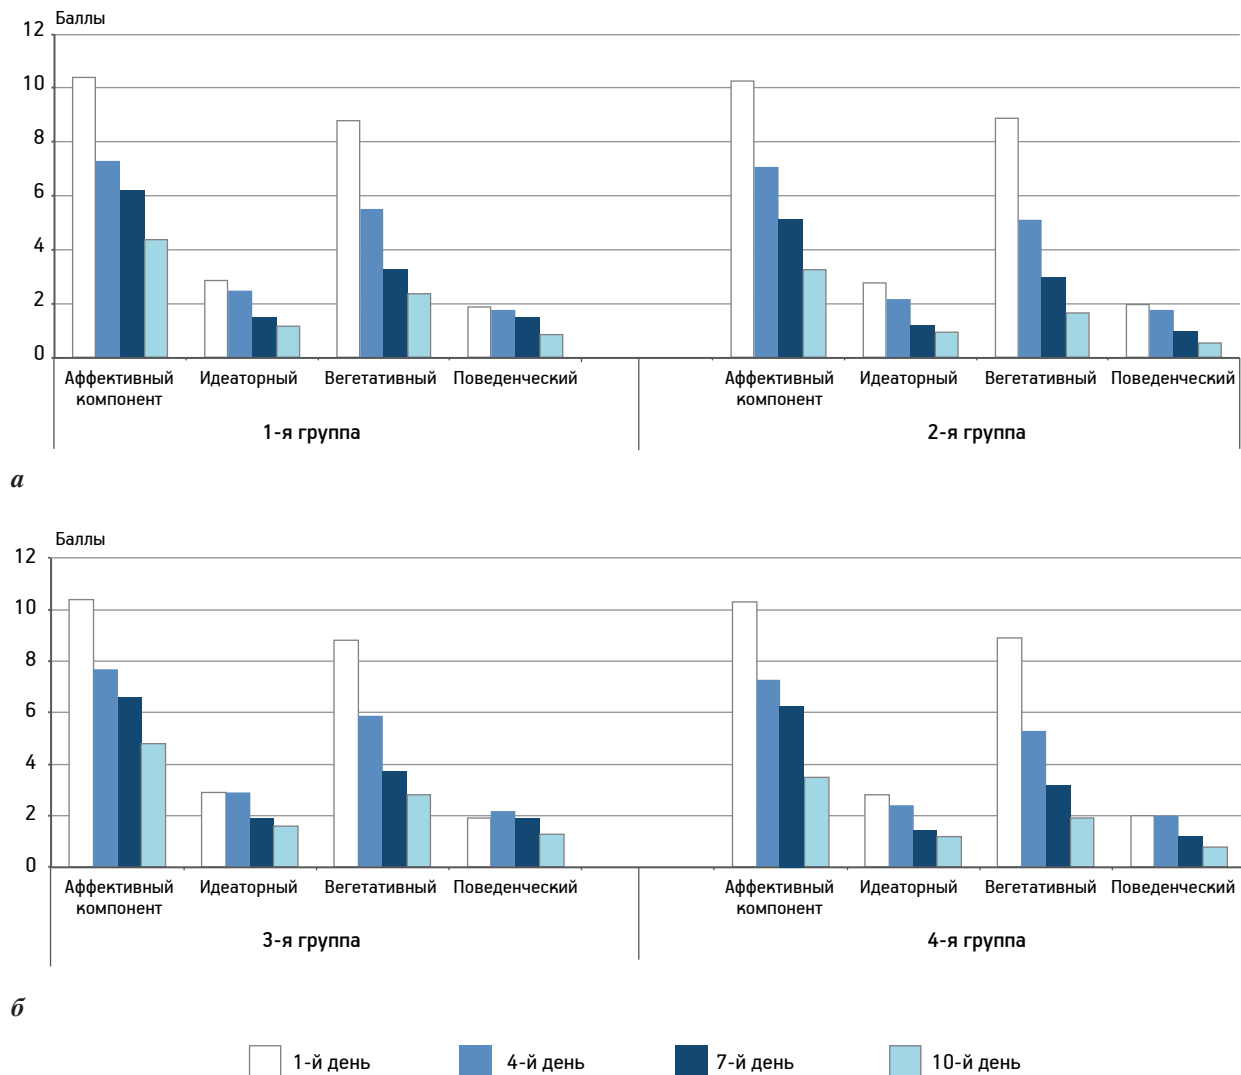 Баллы
12
10
8
6
4
2
0
Аффективный компонент
Идеаторный
Вегетативный
Поведенческий
Аффективный компонент
Идеаторный
Вегетативный
Поведенческий
1-я группа
2-я группа
а
Баллы
12
10
8
6
4
2
0
Аффективный компонент
Идеаторный
Вегетативный
Поведенческий
Аффективный компонент
Идеаторный
Вегетативный
Поведенческий
3-я группа
4-я группа
б
1-й день
4-й день
7-й день
10-й день